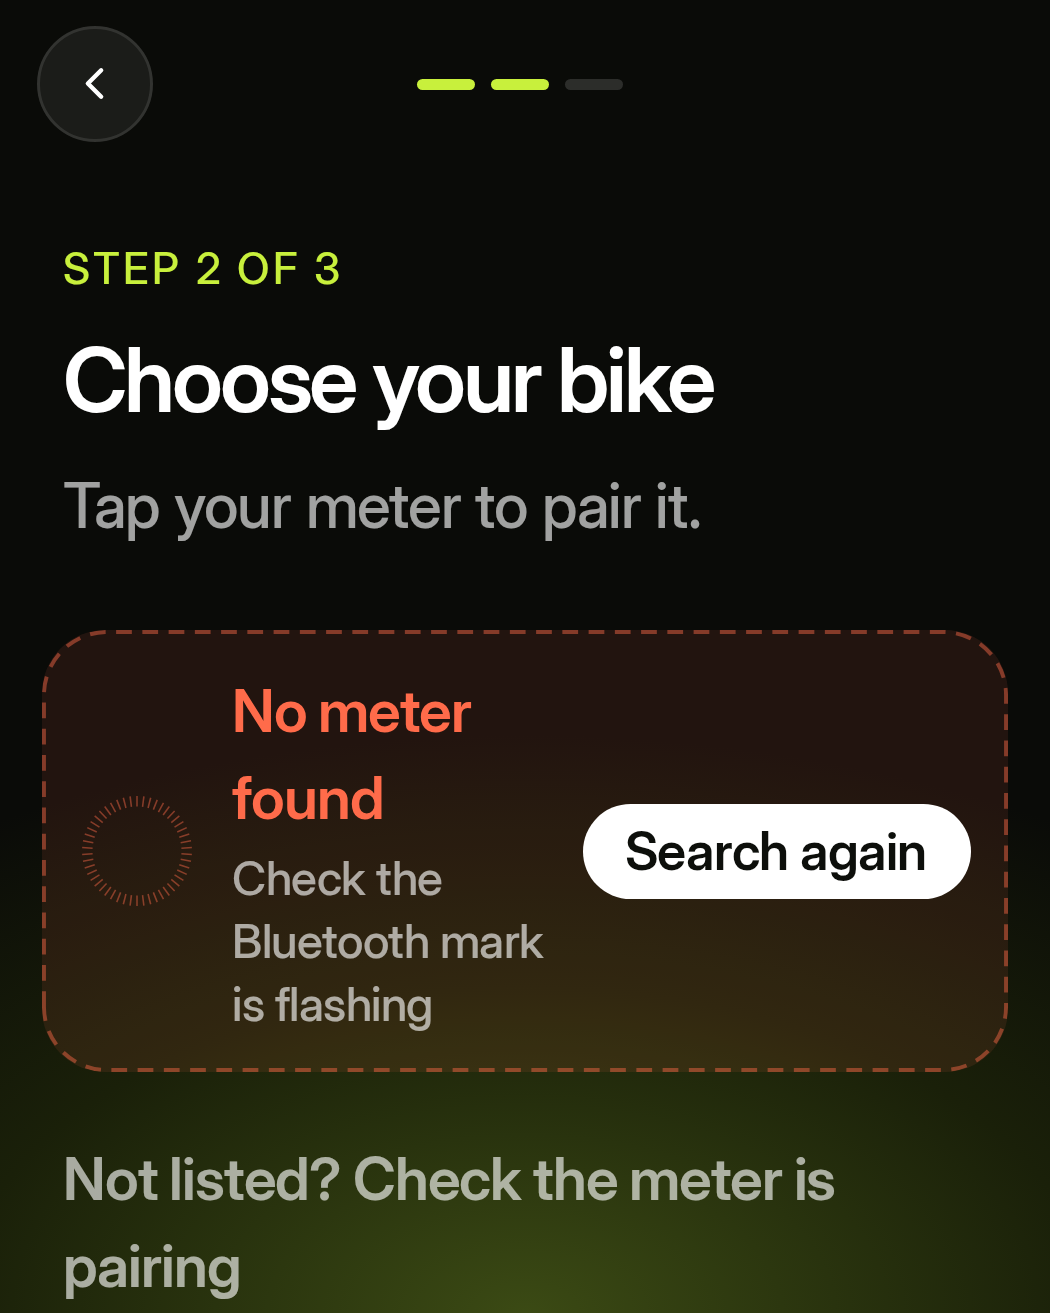 STEP 2 OF 3
Choose your bike
Tap your meter to pair it.
No meter
found
Check the
Bluetooth mark
is flashing
Search again
Not listed? Check the meter is
pairing